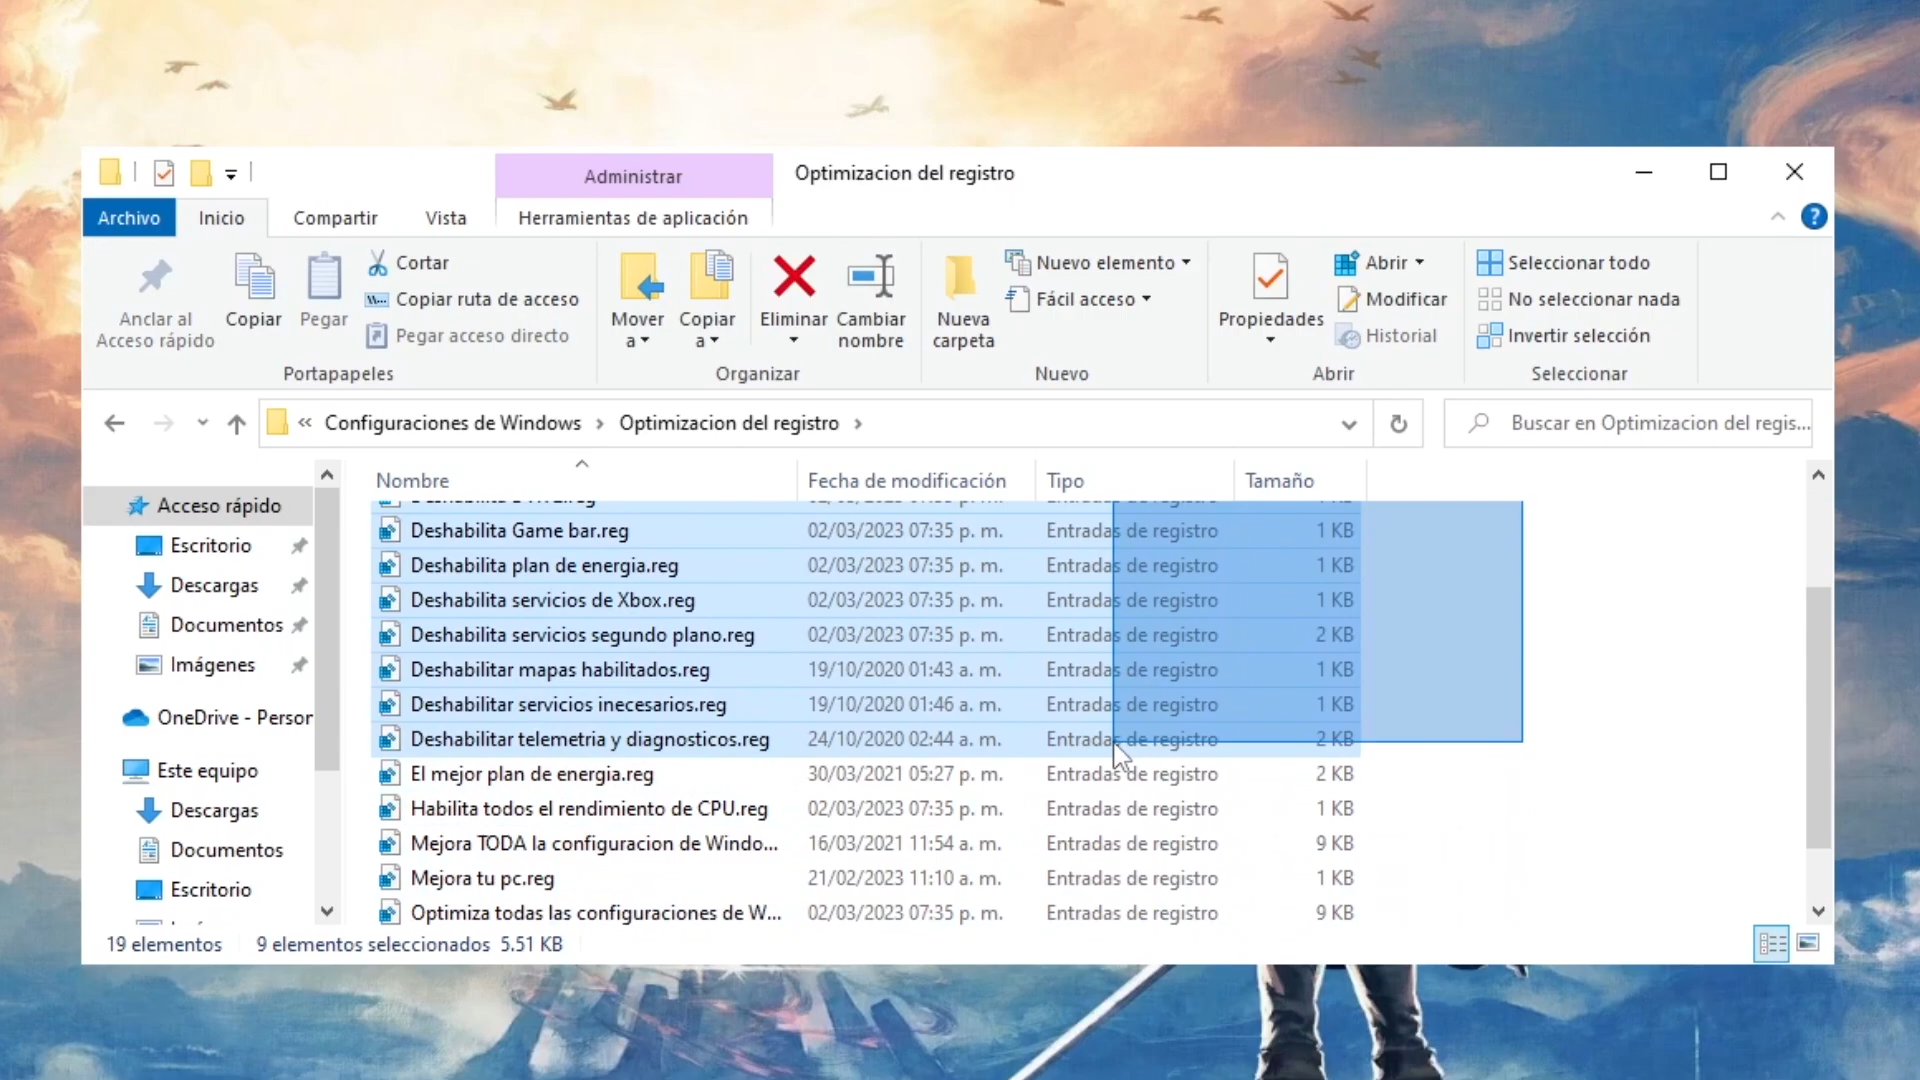 Administrar
Optimizacion del registro
Archivo
Inicio
Compartir
Vista
Herramientas de aplicación
Anclar al
Acceso rápido
Copiar
Pegar
Cortar
Copiar ruta de acceso
Pegar acceso directo
Portapapeles
Mover
a
Copiar
a
Eliminar
Cambiar
nombre
Organizar
Nueva
carpeta
Nuevo elemento
Fácil acceso
Nuevo
Propiedades
Abrir
Modificar
Historial
Abrir
Seleccionar todo
No seleccionar nada
Invertir selección
Seleccionar
« Configuraciones de Windows > Optimizacion del registro >
Buscar en Optimizacion del regis...
Acceso rápido
Escritorio
Descargas
Documentos
Imágenes
OneDrive - Person
Este equipo
Descargas
Documentos
Escritorio
Nombre Fecha de modificación Tipo Tamaño
Deshabilita Game bar.reg 02/03/2023 07:35 p. m. Entradas de registro 1 KB
Deshabilita plan de energia.reg 02/03/2023 07:35 p. m. Entradas de registro 1 KB
Deshabilita servicios de Xbox.reg 02/03/2023 07:35 p. m. Entradas de registro 1 KB
Deshabilita servicios segundo plano.reg 02/03/2023 07:35 p. m. Entradas de registro 2 KB
Deshabilitar mapas habilitados.reg 19/10/2020 01:43 a. m. Entradas de registro 1 KB
Deshabilitar servicios inecesarios.reg 19/10/2020 01:46 a. m. Entradas de registro 1 KB
Deshabilitar telemetria y diagnosticos.reg 24/10/2020 02:44 a. m. Entradas de registro 2 KB
El mejor plan de energia.reg 30/03/2021 05:27 p. m. Entradas de registro 2 KB
Habilita todos el rendimiento de CPU.reg 02/03/2023 07:35 p. m. Entradas de registro 1 KB
Mejora TODA la configuracion de Windo... 16/03/2021 11:54 a. m. Entradas de registro 9 KB
Mejora tu pc.reg 21/02/2023 11:10 a. m. Entradas de registro 1 KB
Optimiza todas las configuraciones de W... 02/03/2023 07:35 p. m. Entradas de registro 9 KB
19 elementos 9 elementos seleccionados 5.51 KB